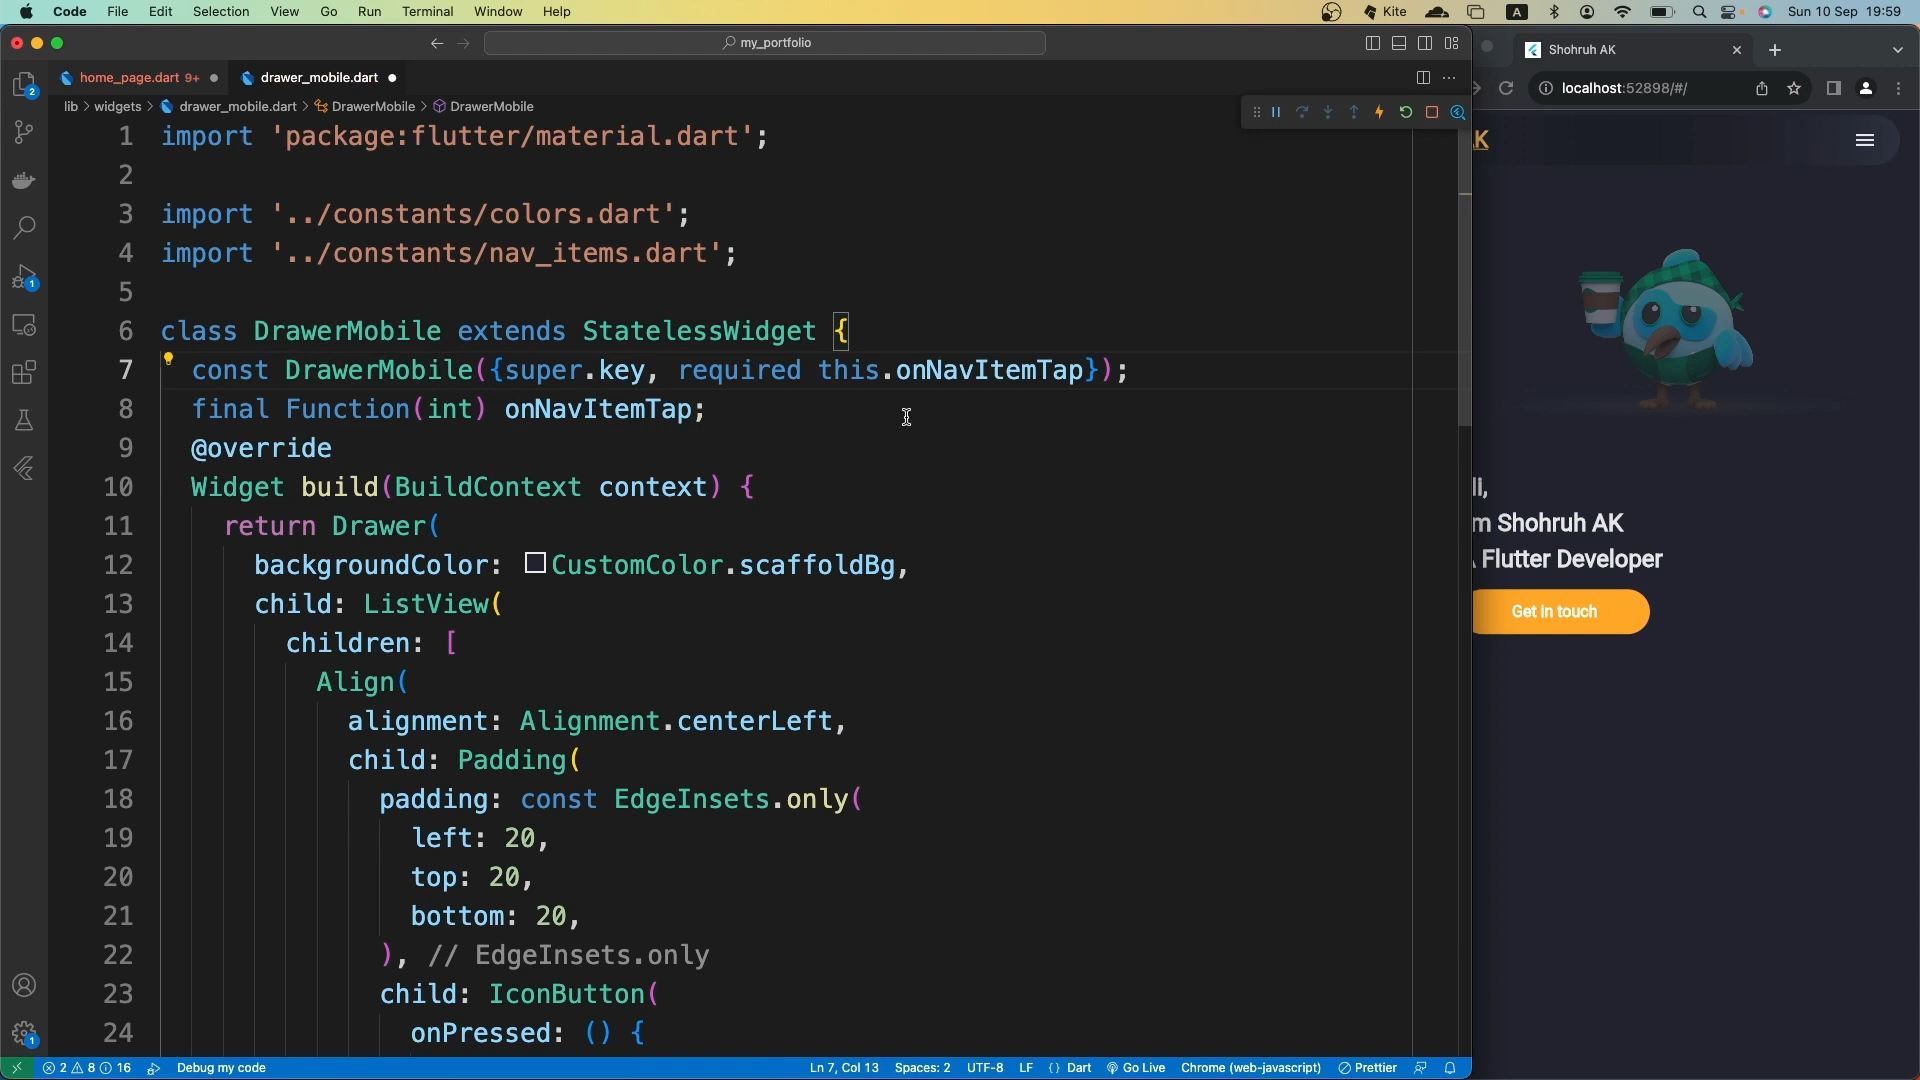 Code File Edit Selection View Go Run Terminal Window Help Kite A Sun 10 Sep 19:59
my_portfolio
Shohruh AK
home_page.dart 9+ drawer_mobile.dart
localhost:52898/#/
lib > widgets > drawer_mobile.dart > DrawerMobile > DrawerMobile
1 import 'package:flutter/material.dart';
2
3 import '../constants/colors.dart';
4 import '../constants/nav_items.dart';
5
6 class DrawerMobile extends StatelessWidget {
7 const DrawerMobile({super.key, required this.onNavItemTap});
8 final Function(int) onNavItemTap;
9 @override
10 Widget build(BuildContext context) {
11 return Drawer(
12 backgroundColor: CustomColor.scaffoldBg,
13 child: ListView(
14 children: [
15 Align(
16 alignment: Alignment.centerLeft,
17 child: Padding(
18 padding: const EdgeInsets.only(
19 left: 20,
20 top: 20,
21 bottom: 20,
22 ), // EdgeInsets.only
23 child: IconButton(
24 onPressed: () {
2
1
1
K
i,
m Shohruh AK
Flutter Developer
Get in touch
2 8 16 Debug my code Ln 7, Col 13 Spaces: 2 UTF-8 LF {} Dart Go Live Chrome (web-javascript) Prettier